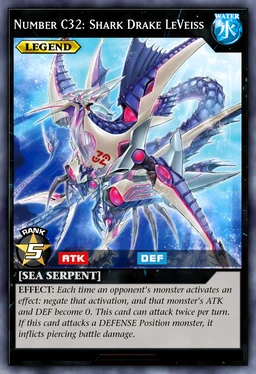 NUMBER C32: SHARK DRAKE LEVEISS
LEGEND
WATER
水
32
RANK
5
ATK
DEF
[SEA SERPENT]
EFFECT: Each time an opponent's monster activates an
effect: negate that activation, and that monster's ATK
and DEF become 0. This card can attack twice per turn.
If this card attacks a DEFENSE Position monster, it
inflicts piercing battle damage.